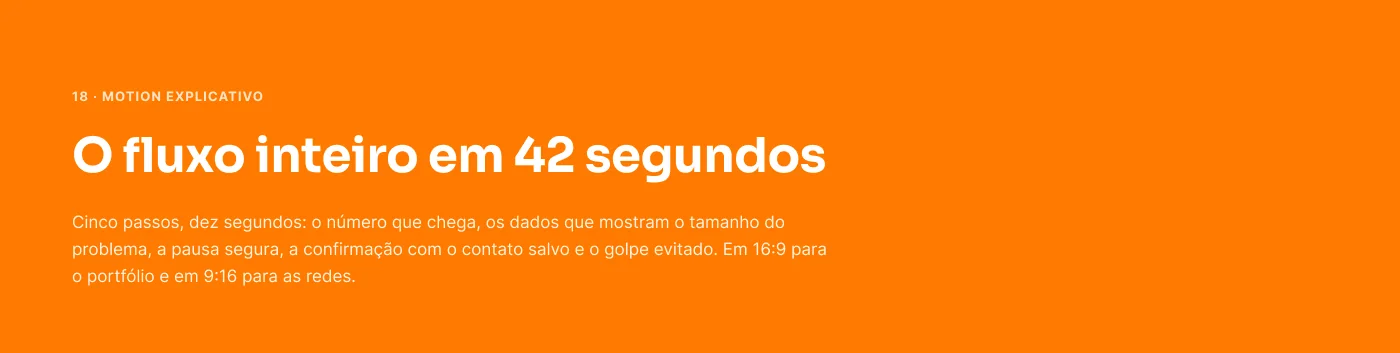 18 · MOTION EXPLICATIVO
O fluxo inteiro em 42 segundos
Cinco passos, dez segundos: o número que chega, os dados que mostram o tamanho do
problema, a pausa segura, a confirmação com o contato salvo e o golpe evitado. Em 16:9 para
o portfólio e em 9:16 para as redes.